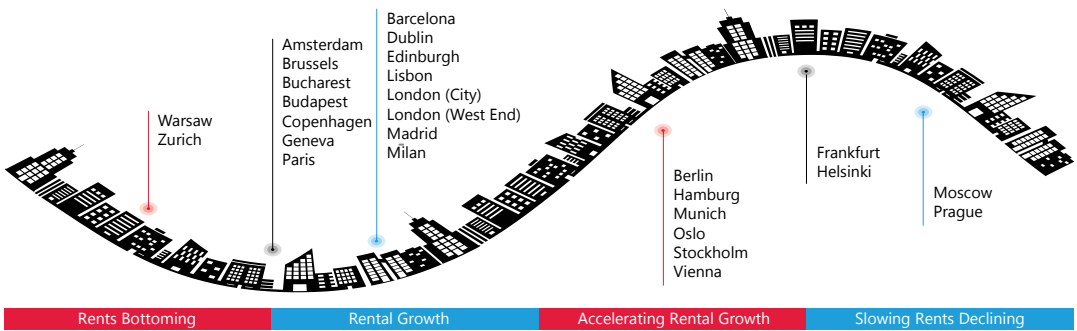 Warsaw
Zurich
Amsterdam
Brussels
Bucharest
Budapest
Copenhagen
Geneva
Paris
Barcelona
Dublin
Edinburgh
Lisbon
London (City)
London (West End)
Madrid
Milan
Berlin
Hamburg
Munich
Oslo
Stockholm
Vienna
Frankfurt
Helsinki
Moscow
Prague
Rents Bottoming
Rental Growth
Accelerating Rental Growth
Slowing Rents Declining